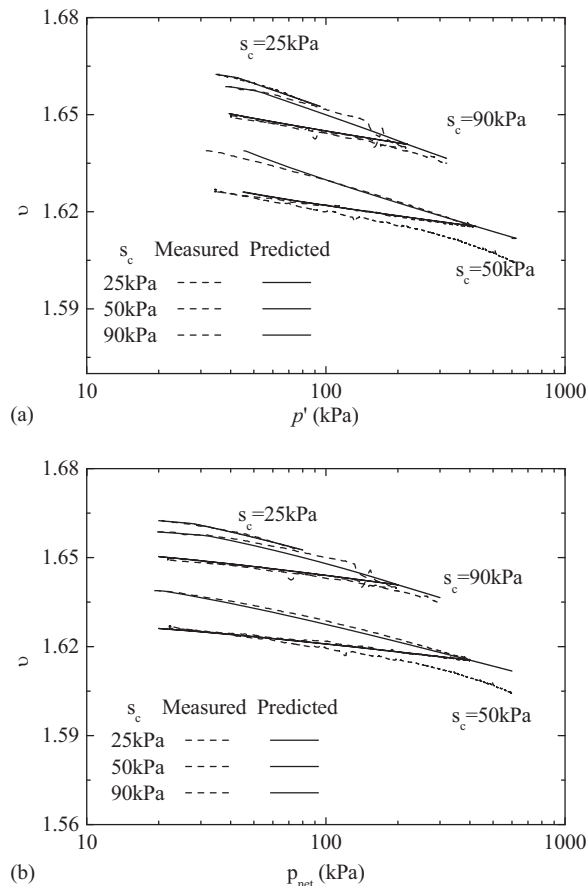 1.68
s_c=25kPa
1.65
s_c=90kPa
υ
1.62
s_c Measured Predicted
s_c=50kPa
25kPa
1.59
50kPa
90kPa
10 100 1000
(a)
p' (kPa)
1.68
s_c=25kPa
1.65
s_c=90kPa
υ
1.62
s_c Measured Predicted
s_c=50kPa
25kPa
1.59
50kPa
90kPa
1.56
10 100 1000
(b)
p_net (kPa)